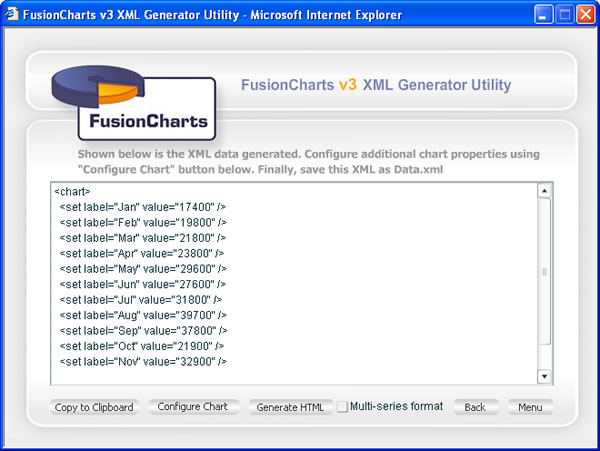 FusionCharts v3 XML Generator Utility - Microsoft Internet Explorer
FusionCharts v3 XML Generator Utility
FusionCharts
Shown below is the XML data generated. Configure additional chart properties using
"Configure Chart" button below. Finally, save this XML as Data.xml
<chart>
<set label="Jan" value="17400" />
<set label="Feb" value="19800" />
<set label="Mar" value="21800" />
<set label="Apr" value="23800" />
<set label="May" value="29600" />
<set label="Jun" value="27600" />
<set label="Jul" value="31800" />
<set label="Aug" value="39700" />
<set label="Sep" value="37800" />
<set label="Oct" value="21900" />
<set label="Nov" value="32900" />
Copy to Clipboard Configure Chart Generate HTML Multi-series format Back Menu